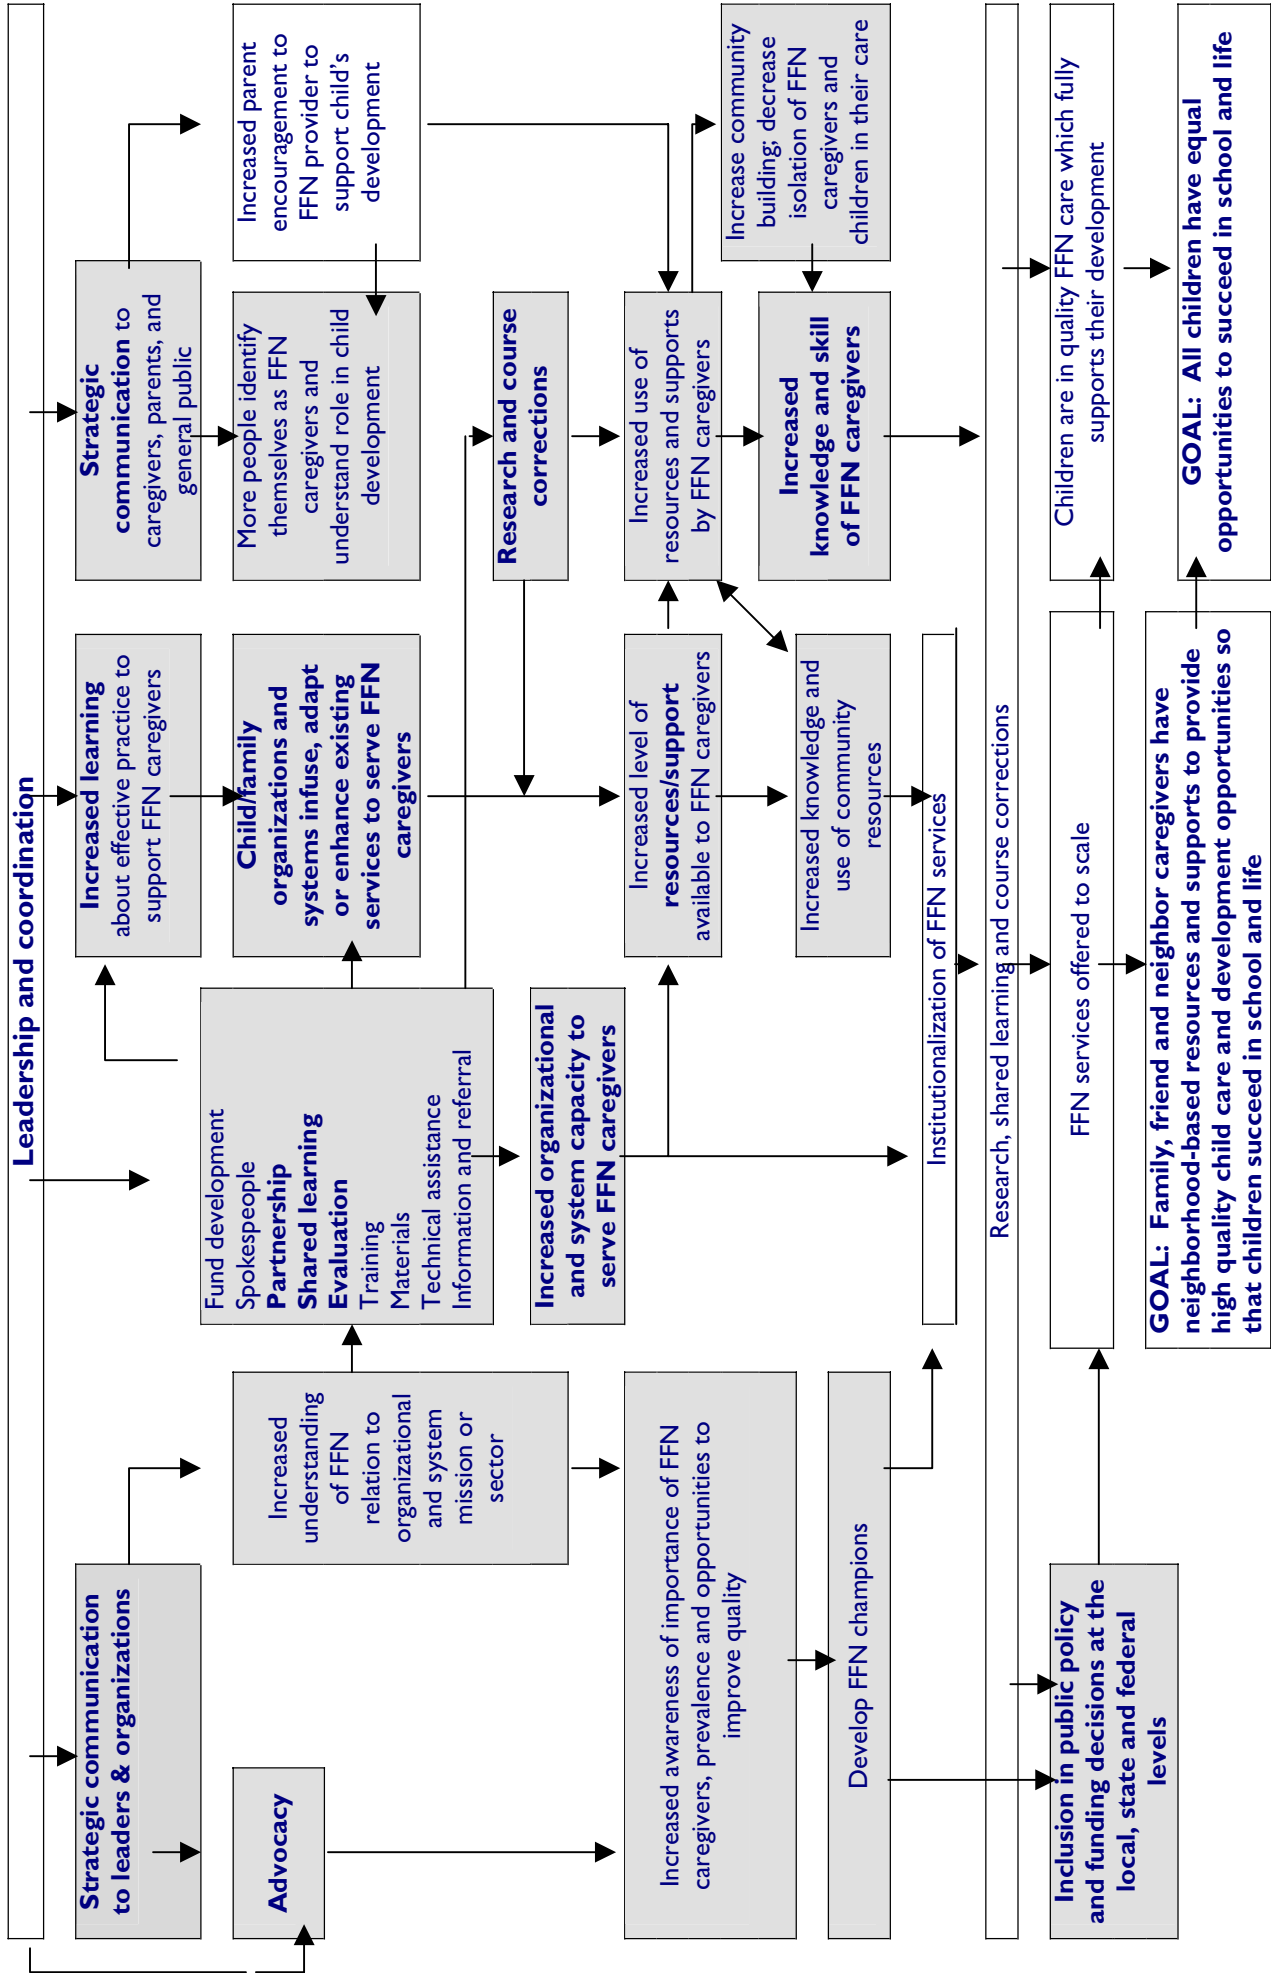 Leadership and coordination
Strategic communication
to leaders & organizations
Increased learning
about effective practice to
support FFN caregivers
Strategic
communication to
caregivers, parents, and
general public
Advocacy
Increased
understanding
of FFN
relation to
organizational
and system
mission or
sector
Fund development
Spokespeople
Partnership
Shared learning
Evaluation
Training
Materials
Technical assistance
Information and referral
Child/family
organizations and
systems infuse, adapt
or enhance existing
services to serve FFN
caregivers
More people identify
themselves as FFN
caregivers and
understand role in child
development
Increased parent
encouragement to
FFN provider to
support child's
development
Increased organizational
and system capacity to
serve FFN caregivers
Research and course
corrections
Increased awareness of importance of FFN
caregivers, prevalence and opportunities to
improve quality
Increased level of
resources/support
available to FFN caregivers
Increased use of
resources and supports
by FFN caregivers
Increase community
building; decrease
isolation of FFN
caregivers and
children in their care
Develop FFN champions
Increased knowledge and
use of community
resources
Increased
knowledge and skill
of FFN caregivers
Institutionalization of FFN services
Research, shared learning and course corrections
Inclusion in public policy
and funding decisions at the
local, state and federal
levels
FFN services offered to scale
Children are in quality FFN care which fully
supports their development
GOAL: Family, friend and neighbor caregivers have
neighborhood-based resources and supports to provide
high quality child care and development opportunities so
that children succeed in school and life
GOAL: All children have equal
opportunities to succeed in school and life